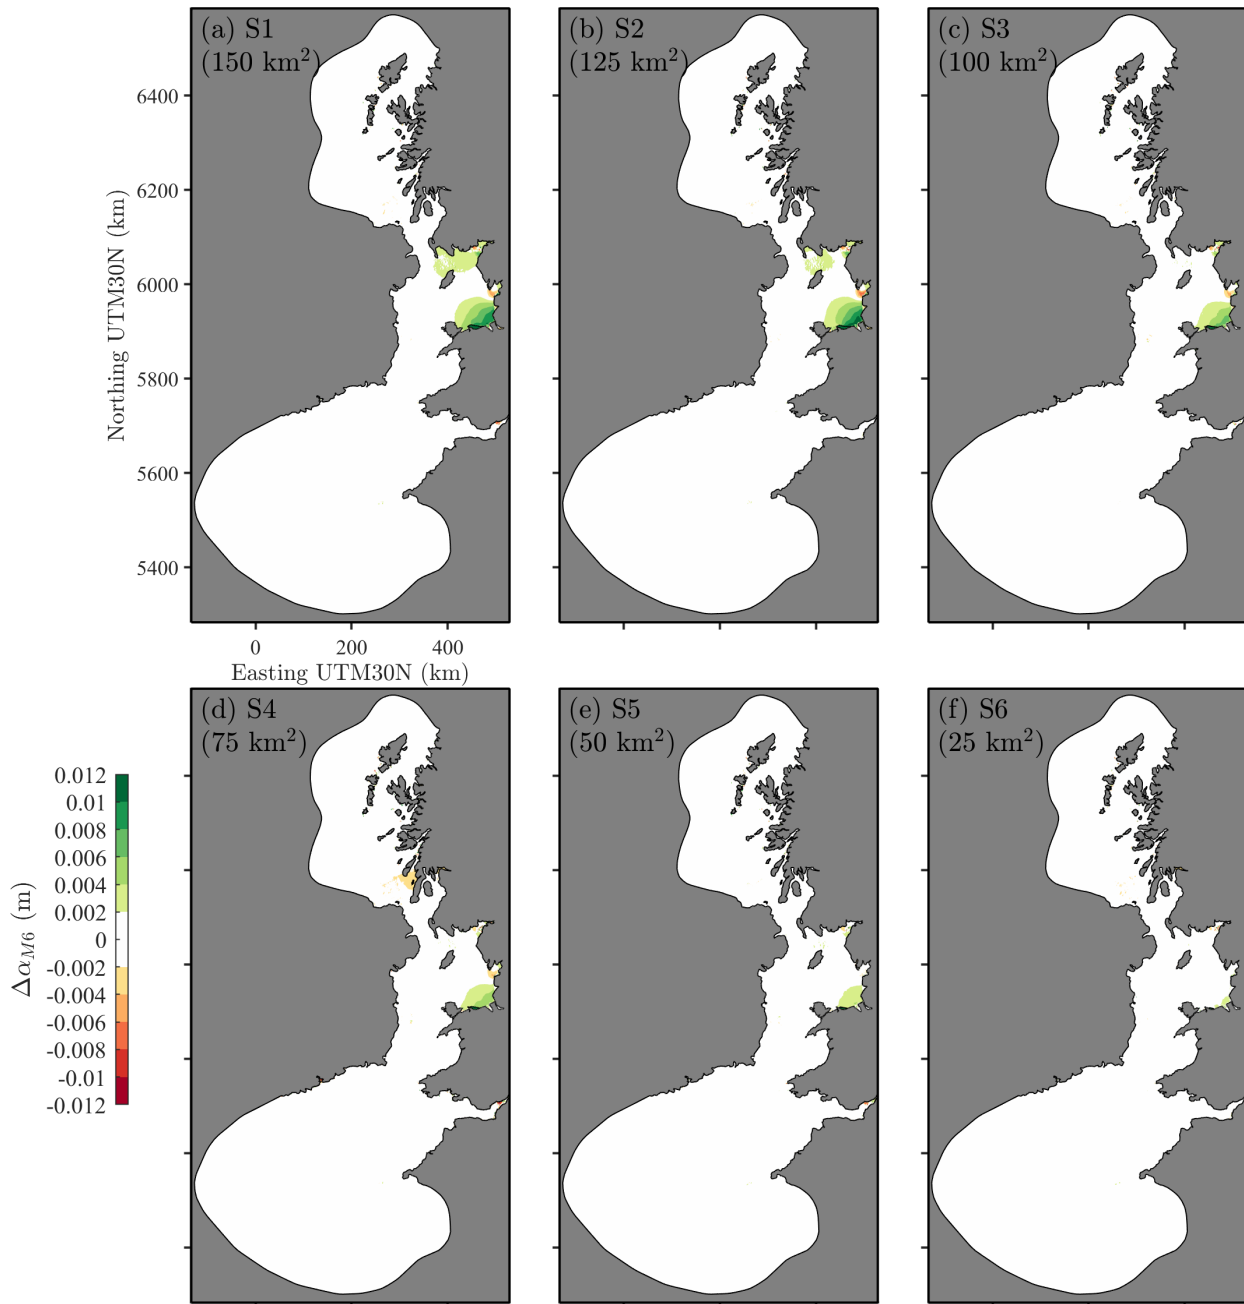 (a) S1
(150 km²)
(b) S2
(125 km²)
(c) S3
(100 km²)
Northing UTM30N (km)
6400
6200
6000
5800
5600
5400
0 200 400
Easting UTM30N (km)
(d) S4
(75 km²)
(e) S5
(50 km²)
(f) S6
(25 km²)
Δα_M6 (m)
0.012
0.01
0.008
0.006
0.004
0.002
0
-0.002
-0.004
-0.006
-0.008
-0.01
-0.012